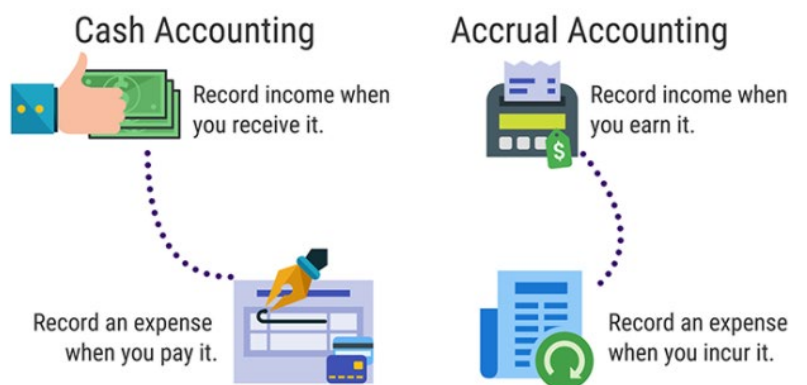 Cash Accounting
Record income when
you receive it.
Record an expense
when you pay it.
Accrual Accounting
Record income when
you earn it.
$
Record an expense
when you incur it.